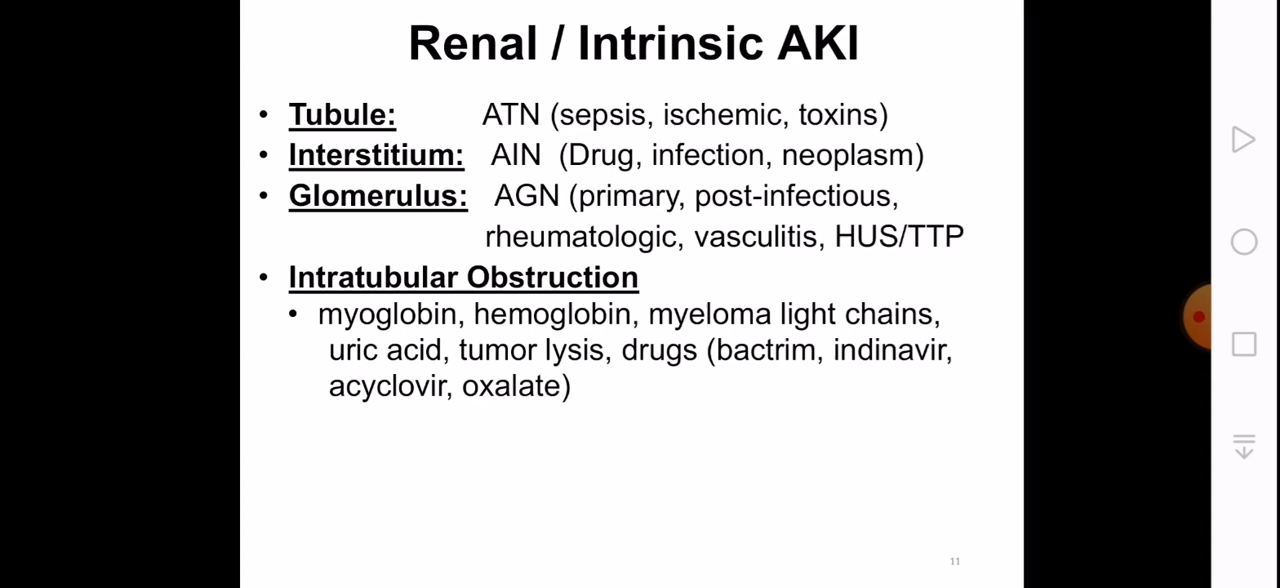 Renal / Intrinsic AKI
• Tubule: ATN (sepsis, ischemic, toxins)
• Interstitium: AIN (Drug, infection, neoplasm)
• Glomerulus: AGN (primary, post-infectious,
rheumatologic, vasculitis, HUS/TTP
• Intratubular Obstruction
• myoglobin, hemoglobin, myeloma light chains,
uric acid, tumor lysis, drugs (bactrim, indinavir,
acyclovir, oxalate)
11